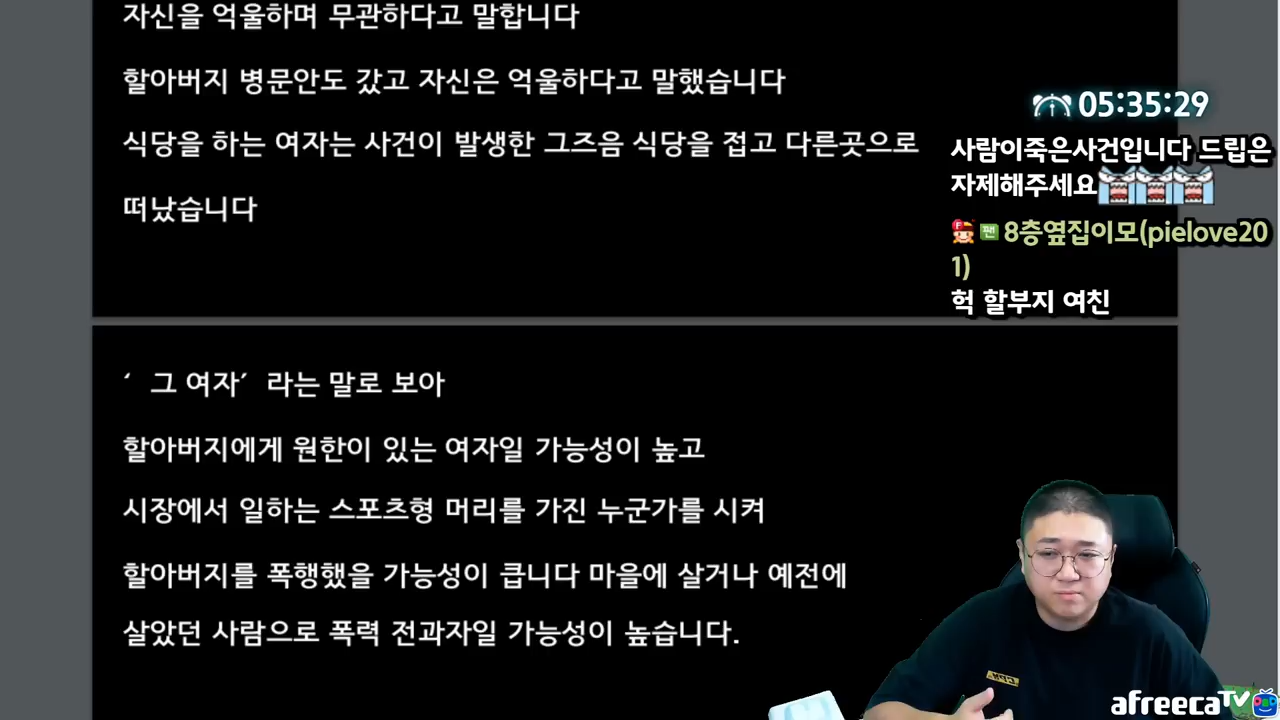 자신을 억울하며 무관하다고 말합니다
할아버지 병문안도 갔고 자신은 억울하다고 말했습니다
식당을 하는 여자는 사건이 발생한 그즈음 식당을 접고 다른곳으로
떠났습니다
05:35:29
사람이죽은사건입니다 드립은
자제해주세요
F 팬 8층옆집이모(pielove20
1)
헉 할부지 여친
‘ 그 여자’ 라는 말로 보아
할아버지에게 원한이 있는 여자일 가능성이 높고
시장에서 일하는 스포츠형 머리를 가진 누군가를 시켜
할아버지를 폭행했을 가능성이 큽니다 마을에 살거나 예전에
살았던 사람으로 폭력 전과자일 가능성이 높습니다.
afreecaTV